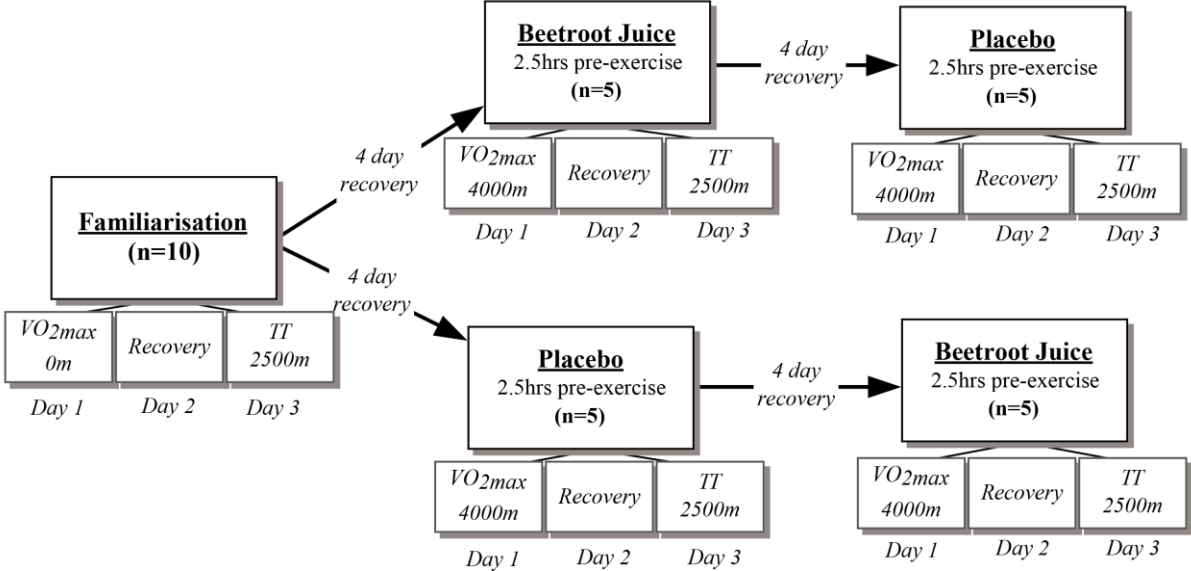 Familiarisation
(n=10)
VO2max
0m
Recovery
TT
2500m
Day 1
Day 2
Day 3
4 day
recovery
Beetroot Juice
2.5hrs pre-exercise
(n=5)
VO2max
4000m
Recovery
TT
2500m
Day 1
Day 2
Day 3
4 day
recovery
Placebo
2.5hrs pre-exercise
(n=5)
VO2max
4000m
Recovery
TT
2500m
Day 1
Day 2
Day 3
4 day
recovery
Placebo
2.5hrs pre-exercise
(n=5)
VO2max
4000m
Recovery
TT
2500m
Day 1
Day 2
Day 3
4 day
recovery
Beetroot Juice
2.5hrs pre-exercise
(n=5)
VO2max
4000m
Recovery
TT
2500m
Day 1
Day 2
Day 3